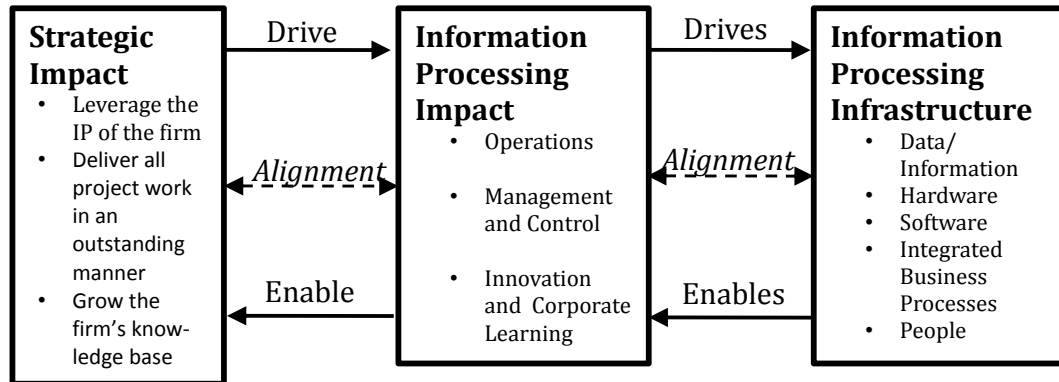 Strategic
Impact
• Leverage the
IP of the firm
• Deliver all
project work
in an
outstanding
manner
• Grow the
firm's know-
ledge base
Drive
Alignment
Enable
Information
Processing
Impact
• Operations
• Management
and Control
• Innovation
and Corporate
Learning
Drives
Alignment
Enables
Information
Processing
Infrastructure
• Data/
Information
• Hardware
• Software
• Integrated
Business
Processes
• People